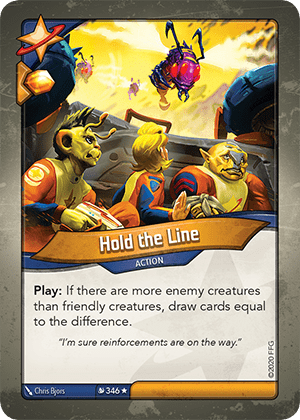 Hold the Line
ACTION
Play: If there are more enemy creatures
than friendly creatures, draw cards equal
to the difference.
"I'm sure reinforcements are on the way."
Chris Bjors
346
©2020 FFG